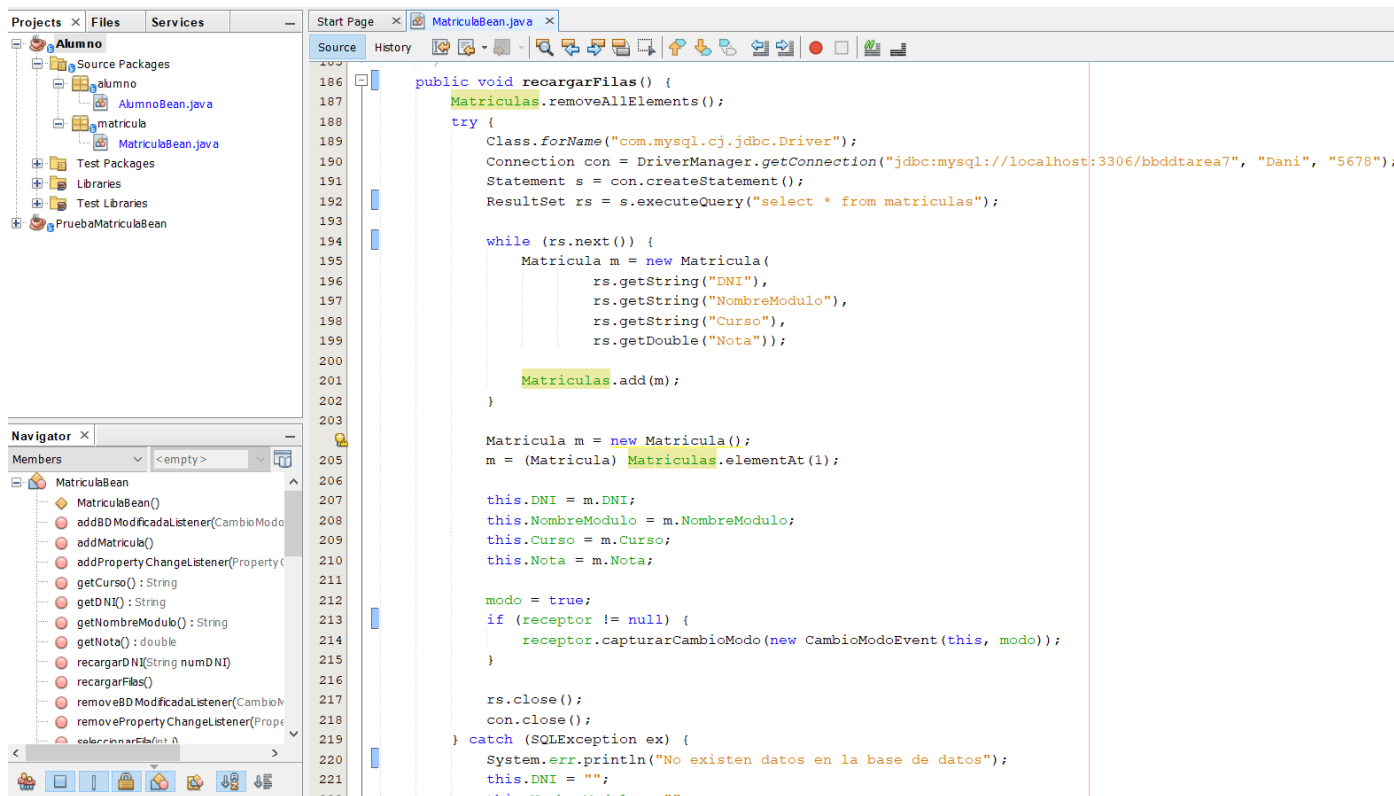 Projects × Files Services –
Alumno
Source Packages
alumno
AlumnoBean.java
matricula
MatriculaBean.java
Test Packages
Libraries
Test Libraries
PruebaMatriculaBean
Navigator × –
Members <empty>
MatriculaBean
MatriculaBean()
addBDModificadaListener(CambioModo
addMatricula()
addPropertyChangeListener(Property
getCurso() : String
getDNI() : String
getNombreModulo() : String
getNota() : double
recargarDNI(String numDNI)
recargarFilas()
removeBDModificadaListener(Cambio
removePropertyChangeListener(Prope
seleccionarFila(int i)
Start Page × MatriculaBean.java ×
Source History
186 public void recargarFilas() {
187 Matriculas.removeAllElements();
188 try {
189 Class.forName("com.mysql.cj.jdbc.Driver");
190 Connection con = DriverManager.getConnection("jdbc:mysql://localhost:3306/bbddtarea7", "Dani", "5678");
191 Statement s = con.createStatement();
192 ResultSet rs = s.executeQuery("select * from matriculas");
193
194 while (rs.next()) {
195 Matricula m = new Matricula(
196 rs.getString("DNI"),
197 rs.getString("NombreModulo"),
198 rs.getString("Curso"),
199 rs.getDouble("Nota"));
200
201 Matriculas.add(m);
202 }
203
Matricula m = new Matricula();
205 m = (Matricula) Matriculas.elementAt(1);
206
207 this.DNI = m.DNI;
208 this.NombreModulo = m.NombreModulo;
209 this.Curso = m.Curso;
210 this.Nota = m.Nota;
211
212 modo = true;
213 if (receptor != null) {
214 receptor.capturarCambioModo(new CambioModoEvent(this, modo));
215 }
216
217 rs.close();
218 con.close();
219 } catch (SQLException ex) {
220 System.err.println("No existen datos en la base de datos");
221 this.DNI = "";